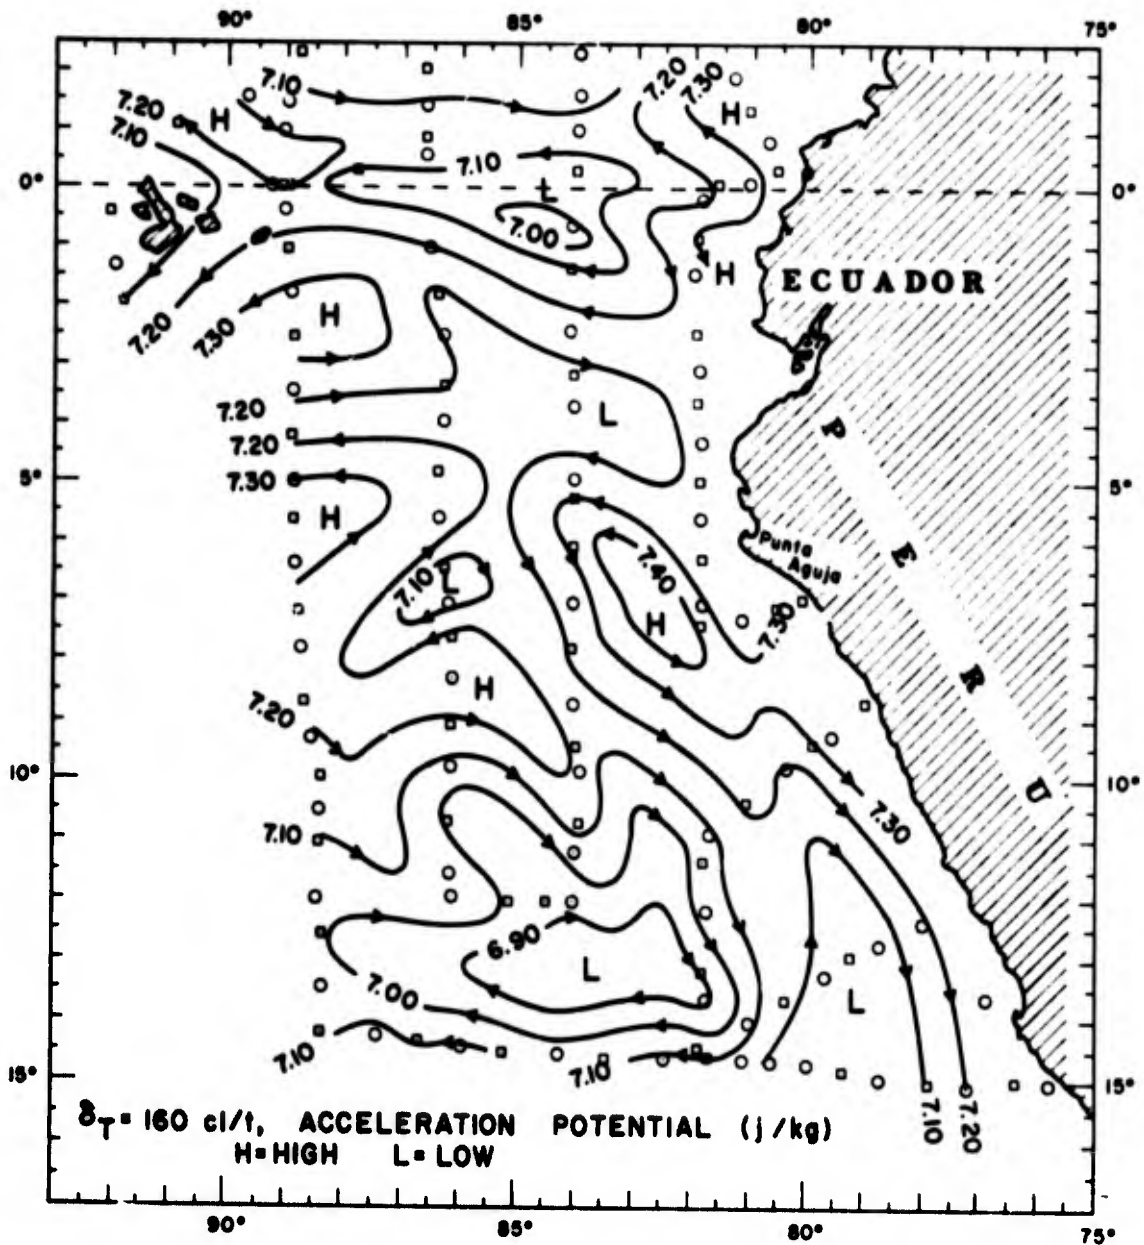 90° 85° 80° 75°
7.10 7.20 7.30
7.20 H H
7.10
7.10
0° L 0°
7.00
H
ECUADOR
H
7.20 7.30
7.20 L
7.20
7.30
5° 5°
H
Punta
Aguja
7.10 L 7.40
H
7.30
H
7.20
PERU
10° 10°
7.30
7.10
6.90
L
7.00 L
7.10 7.10
15° 15°
7.10 7.20
δT = 160 cl/t, ACCELERATION POTENTIAL (j/kg)
H=HIGH L=LOW
90° 85° 80° 75°